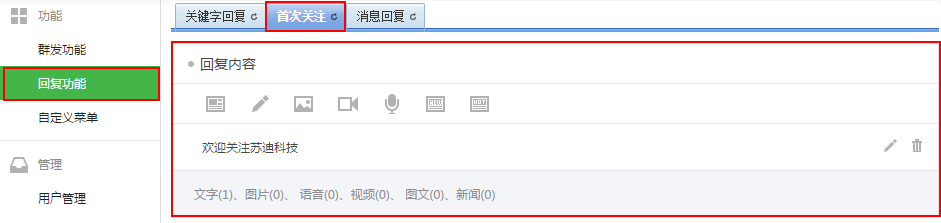 功能
群发功能
回复功能
自定义菜单
管理
用户管理
关键字回复 首次关注 消息回复
回复内容
NEW HOT
欢迎关注苏迪科技
文字(1)、图片(0)、 语音(0)、视频(0)、 图文(0)、新闻(0)